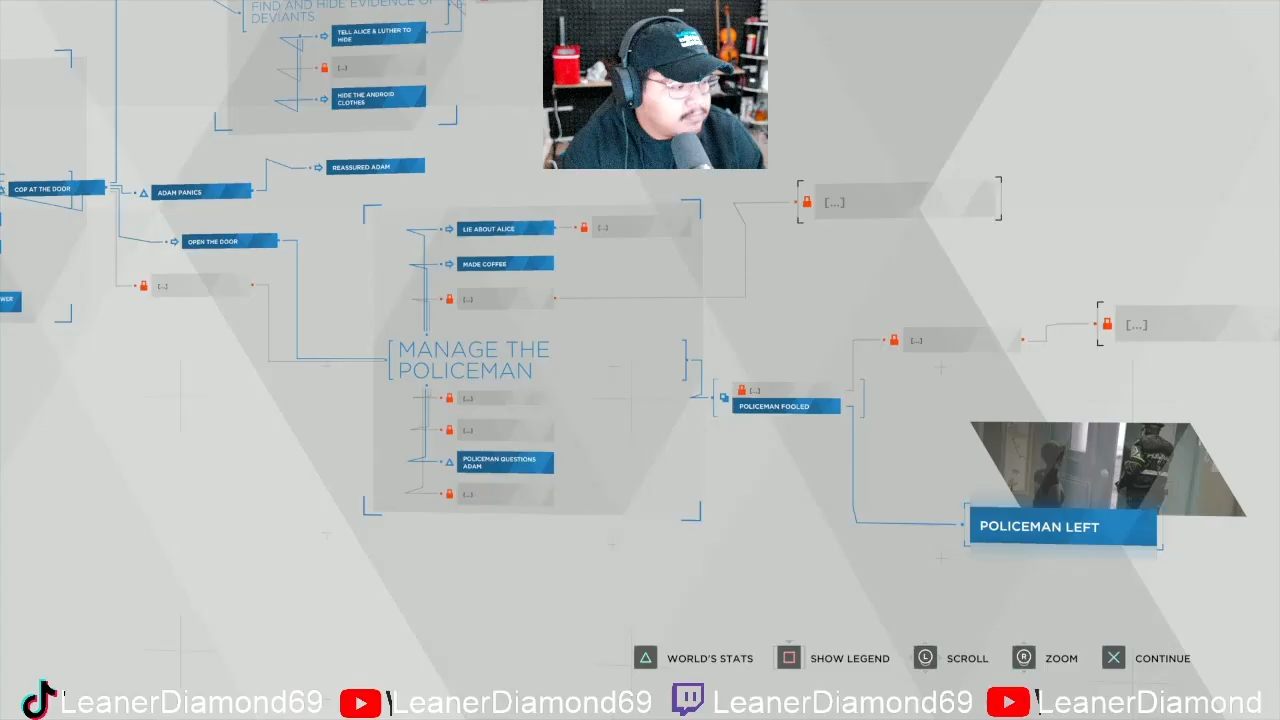 FIND AND HIDE EVIDENCE OF
DEVIANTS
TELL ALICE & LUTHER TO
HIDE
[...]
HIDE THE ANDROID
CLOTHES
COP AT THE DOOR
ADAM PANICS
REASSURED ADAM
OPEN THE DOOR
[...]
LIE ABOUT ALICE
[...]
MADE COFFEE
[...]
[...]
MANAGE THE
POLICEMAN
[...]
[...]
[...]
[...]
POLICEMAN QUESTIONS
ADAM
[...]
[...]
POLICEMAN FOOLED
POLICEMAN LEFT
WORLD'S STATS
SHOW LEGEND
L
SCROLL
R
ZOOM
CONTINUE
LeanerDiamond69
\LeanerDiamond69
LeanerDiamond69
\LeanerDiamond